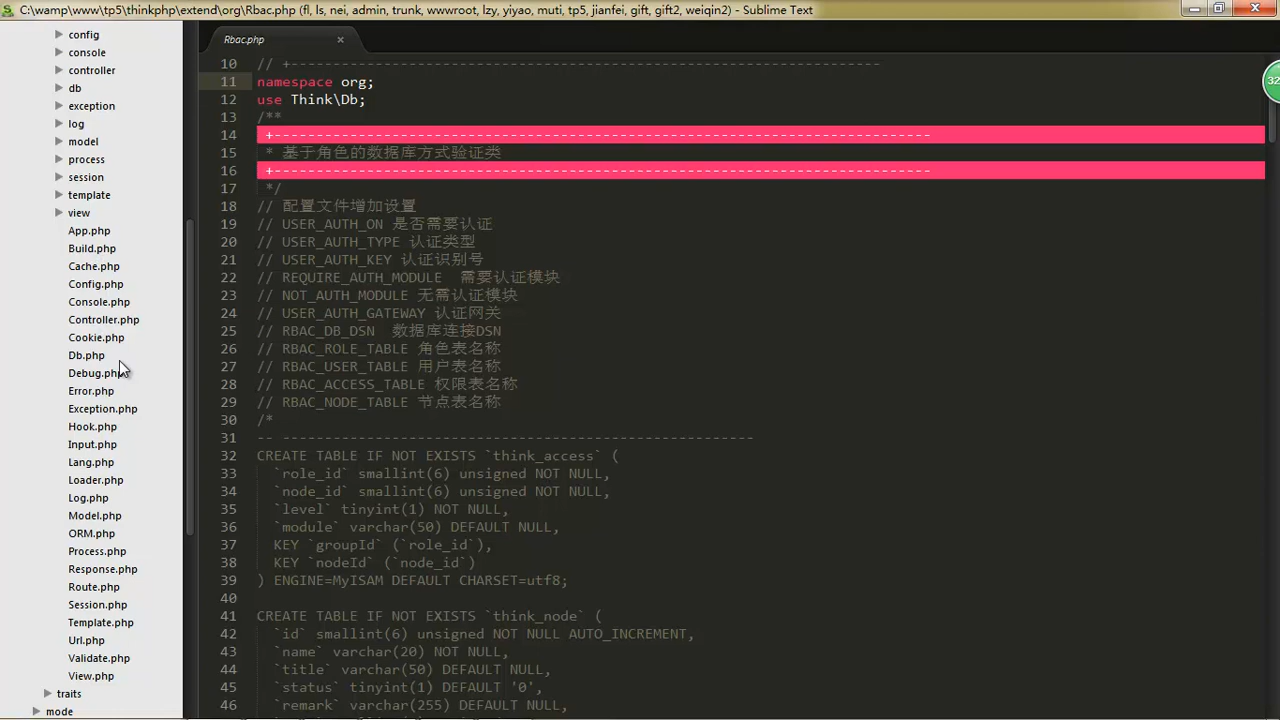 C:\wamp\www\tp5\thinkphp\extend\org\Rbac.php (fl, ls, nei, admin, trunk, wwwroot, lzy, yiyao, muti, tp5, jianfei, gift, gift2, weiqin2) - Sublime Text
config
console
controller
db
exception
log
model
process
session
template
view
App.php
Build.php
Cache.php
Config.php
Console.php
Controller.php
Cookie.php
Db.php
Debug.php
Error.php
Exception.php
Hook.php
Input.php
Lang.php
Loader.php
Log.php
Model.php
ORM.php
Process.php
Response.php
Route.php
Session.php
Template.php
Url.php
Validate.php
View.php
traits
mode
Rbac.php
32
10 // +----------------------------------------------------------------------
11 namespace org;
12 use Think\Db;
13 /**
14 +------------------------------------------------------------------------------
15 * 基于角色的数据库方式验证类
16 +------------------------------------------------------------------------------
17 */
18 // 配置文件增加设置
19 // USER_AUTH_ON 是否需要认证
20 // USER_AUTH_TYPE 认证类型
21 // USER_AUTH_KEY 认证识别号
22 // REQUIRE_AUTH_MODULE  需要认证模块
23 // NOT_AUTH_MODULE 无需认证模块
24 // USER_AUTH_GATEWAY 认证网关
25 // RBAC_DB_DSN  数据库连接DSN
26 // RBAC_ROLE_TABLE 角色表名称
27 // RBAC_USER_TABLE 用户表名称
28 // RBAC_ACCESS_TABLE 权限表名称
29 // RBAC_NODE_TABLE 节点表名称
30 /*
31 -- --------------------------------------------------------
32 CREATE TABLE IF NOT EXISTS `think_access` (
33 `role_id` smallint(6) unsigned NOT NULL,
34 `node_id` smallint(6) unsigned NOT NULL,
35 `level` tinyint(1) NOT NULL,
36 `module` varchar(50) DEFAULT NULL,
37 KEY `groupId` (`role_id`),
38 KEY `nodeId` (`node_id`)
39 ) ENGINE=MyISAM DEFAULT CHARSET=utf8;
40
41 CREATE TABLE IF NOT EXISTS `think_node` (
42 `id` smallint(6) unsigned NOT NULL AUTO_INCREMENT,
43 `name` varchar(20) NOT NULL,
44 `title` varchar(50) DEFAULT NULL,
45 `status` tinyint(1) DEFAULT '0',
46 `remark` varchar(255) DEFAULT NULL,